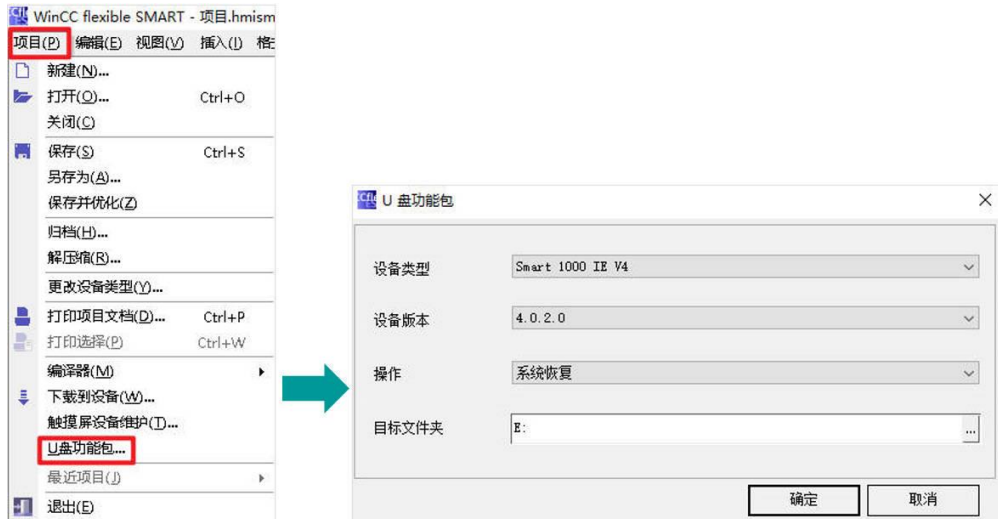 WinCC flexible SMART - 项目.hmism
项目(P) 编辑(E) 视图(V) 插入(I)
新建(N)...
打开(O)... Ctrl+O
关闭(C)
保存(S) Ctrl+S
另存为(A)...
保存并优化(Z)
归档(H)...
解压缩(R)...
更改设备类型(Y)...
打印项目文档(D)... Ctrl+P
打印选择(P) Ctrl+W
编译器(M)
下载到设备(W)...
触摸屏设备维护(T)...
U盘功能包...
最近项目(J)
退出(E)
U 盘功能包
设备类型 Smart 1000 IE V4
设备版本 4.0.2.0
操作 系统恢复
目标文件夹 E: ...
确定 取消